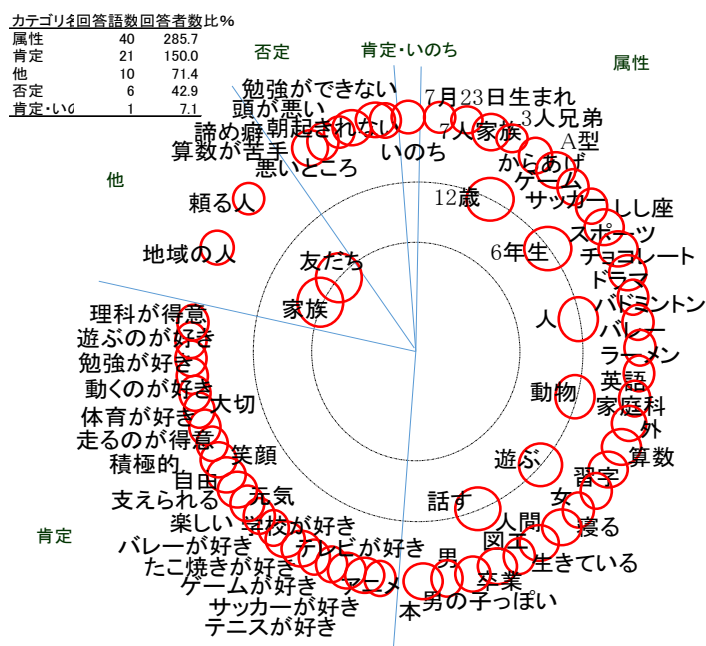 カテゴリ名 回答語数 回答者数比%
属性 40 285.7
肯定 21 150.0
他 10 71.4
否定 6 42.9
肯定・いの 1 7.1
否定
肯定・いのち
属性
他
肯定
勉強ができない
頭が悪い
諦め癖
朝起きれない
算数が苦手
悪いところ
いのち
7月23日生まれ
3人兄弟
7人家族
A型
からあげ
ゲーム
サッカー
12歳
しし座
スポーツ
6年生
チョコレート
ドラマ
バドミントン
人
バレー
ラーメン
英語
動物
家庭科
外
算数
遊ぶ
習字
女
寝る
話す
人間
図工
生きている
男
卒業
男の子っぽい
本
頼る人
地域の人
友だち
家族
理科が得意
遊ぶのが好き
勉強が好き
動くのが好き
大切
体育が好き
走るのが得意
積極的
笑顔
自由
支えられる
元気
楽しい
学校が好き
バレーが好き
テレビが好き
たこ焼きが好き
ゲームが好き
アニメ
サッカーが好き
テニスが好き